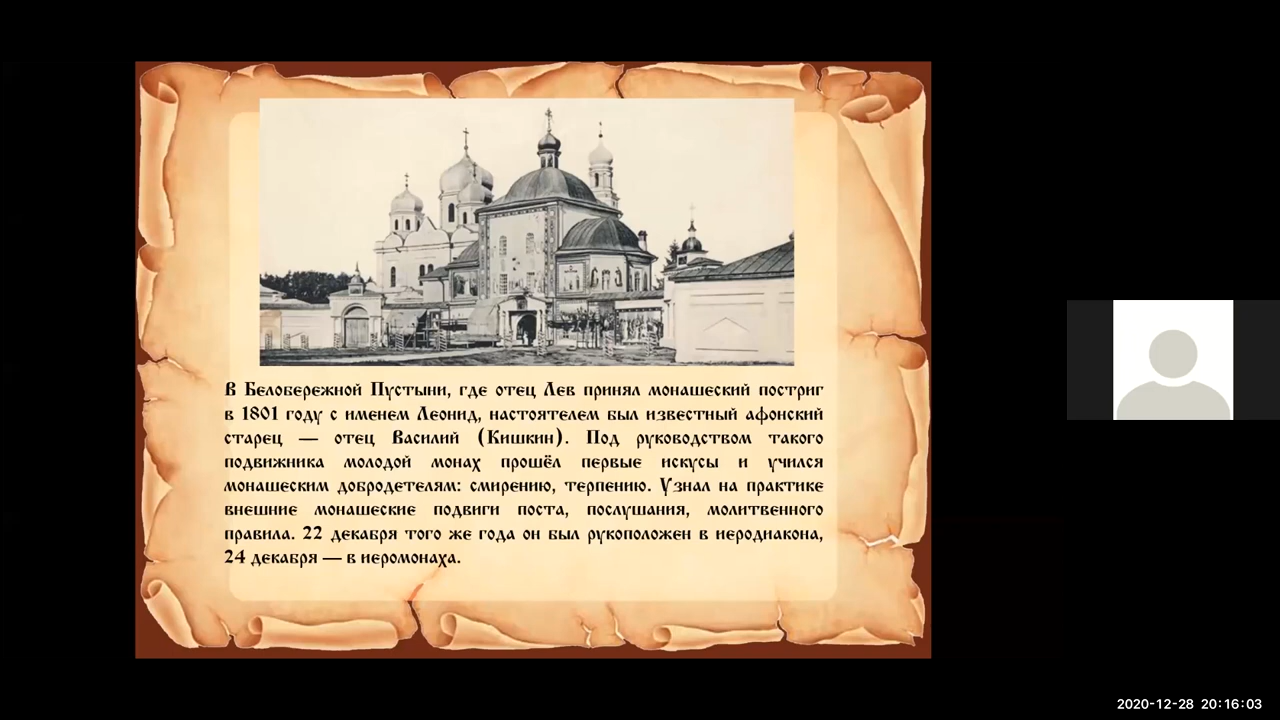 В Белобережной Пустыни, где отец Лев принял монашеский постриг
в 1801 году с именем Леонид, настоятелем был известный афонский
старец — отец Василий (Кишкин). Под руководством такого
подвижника молодой монах прошёл первые искусы и учился
монашеским добродетелям: смирению, терпению. Узнал на практике
внешние монашеские подвиги поста, послушания, молитвенного
правила. 22 декабря того же года он был рукоположен в иеродиакона,
24 декабря — в иеромонаха.
2020-12-28 20:16:03